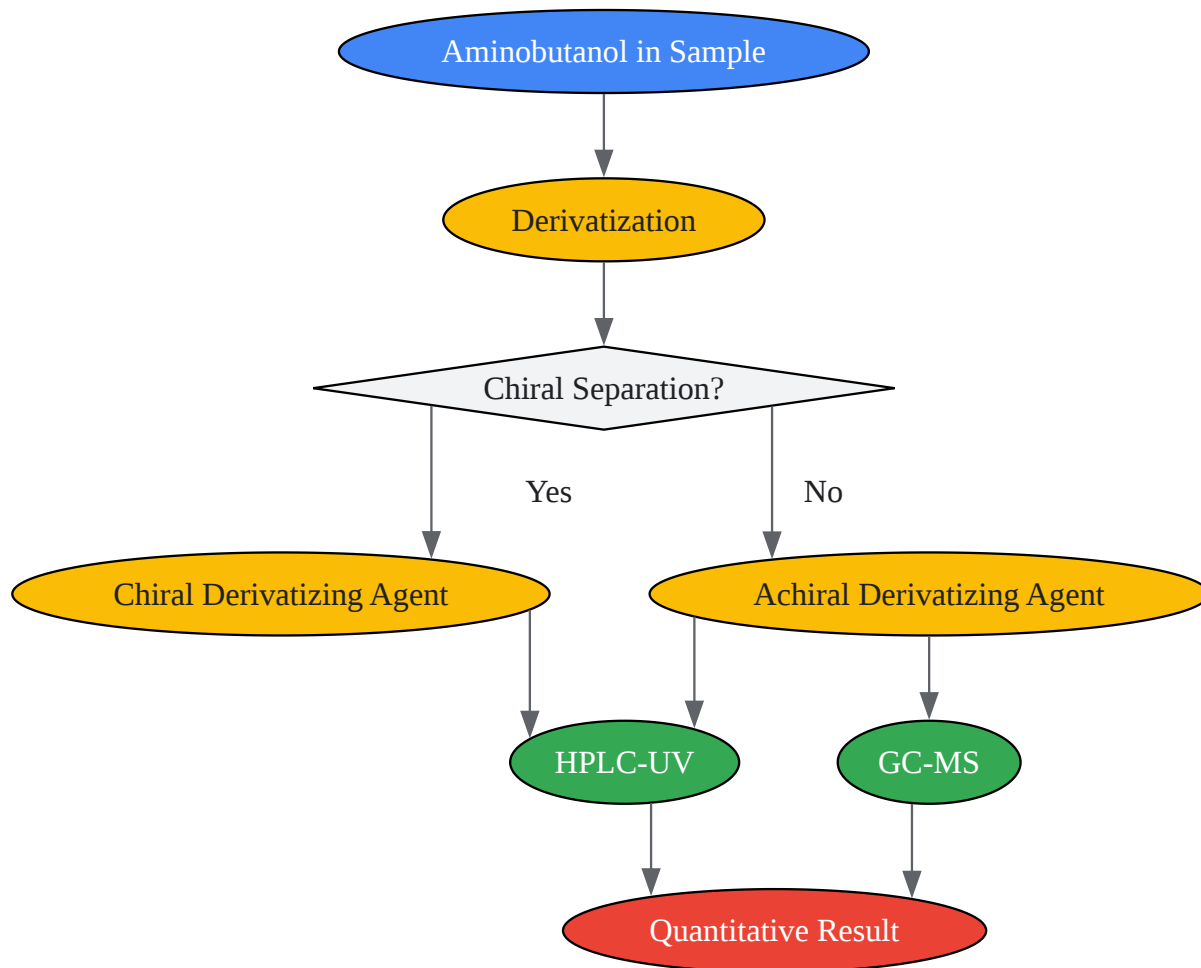 Aminobutanol in Sample
Derivatization
Chiral Separation?
Yes
No
Chiral Derivatizing Agent
Achiral Derivatizing Agent
HPLC-UV
GC-MS
Quantitative Result